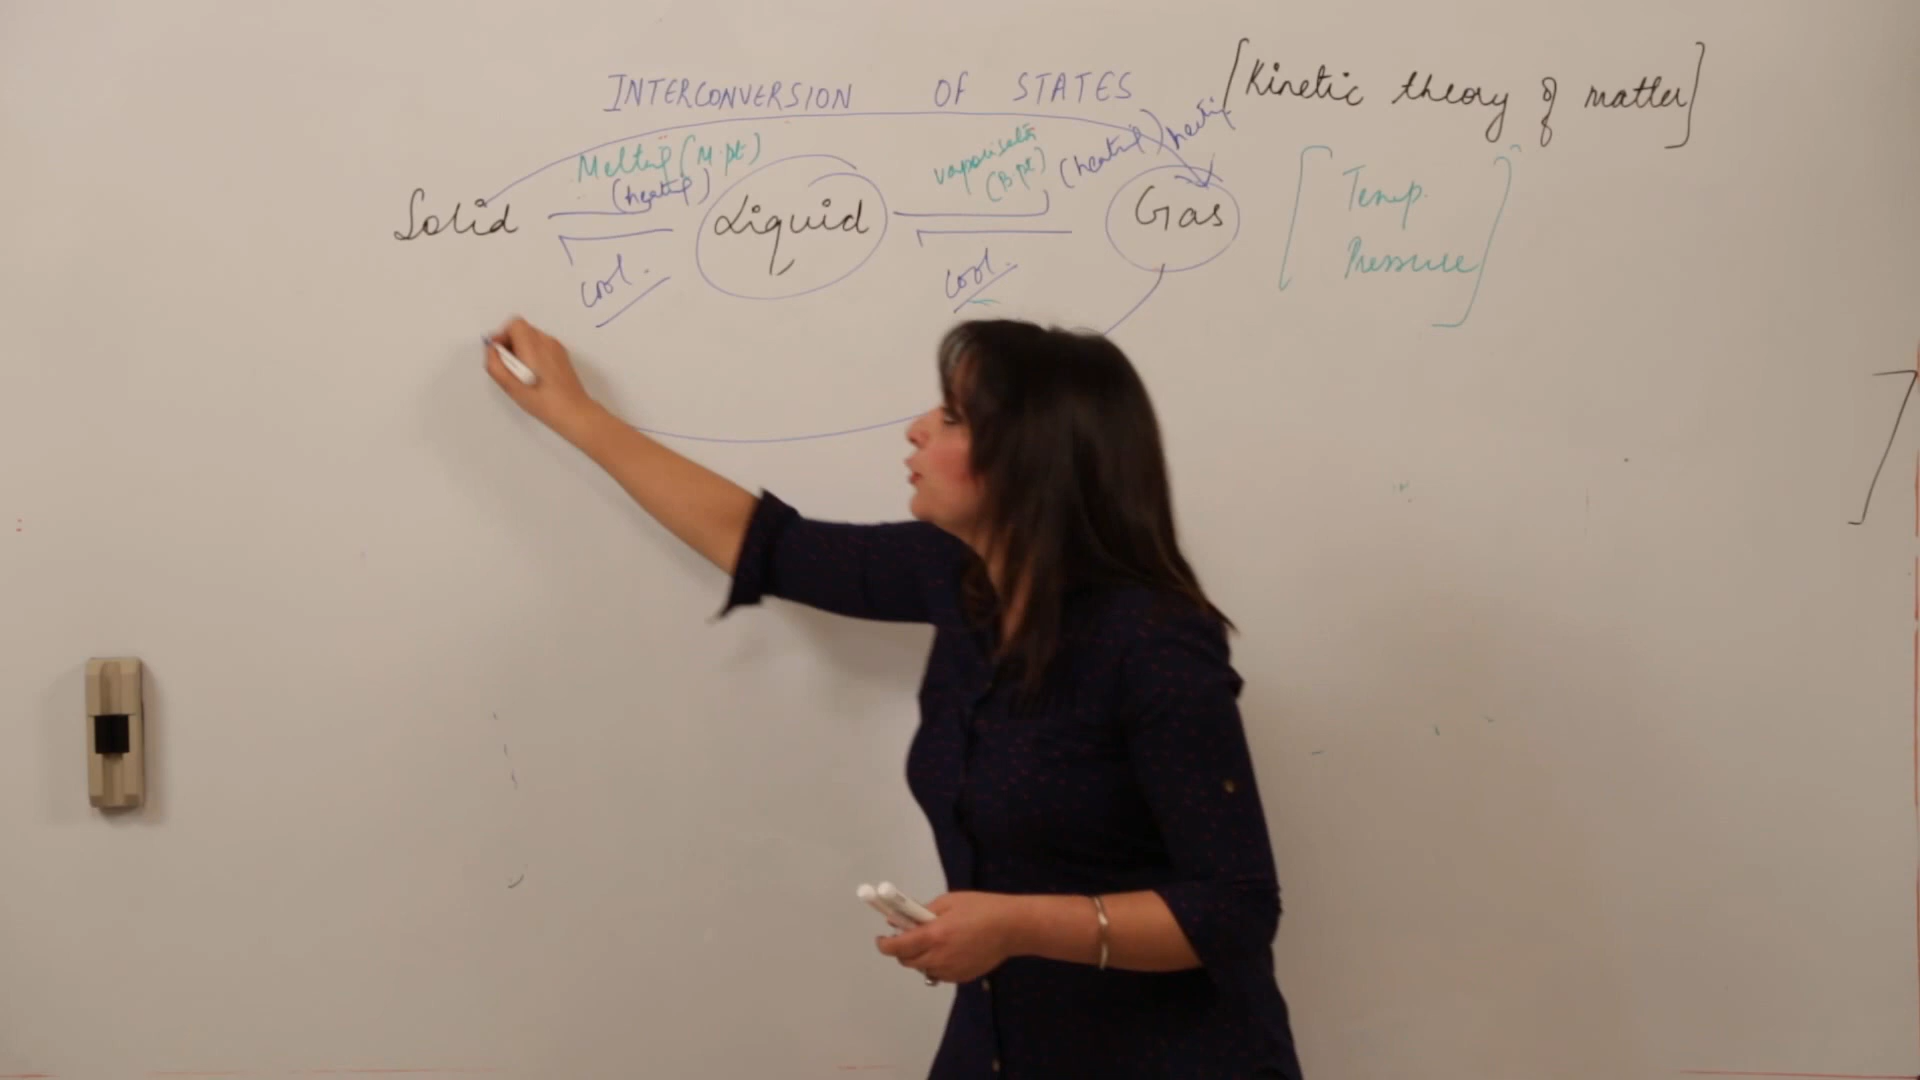 INTERCONVERSION OF STATES [Kinetic theory of matter]
Melting (M.pt)
(heating)
vaporisation
(B.pt)
(heating)
heating
Solid Liquid Gas
cool.
cool.
[Temp.
Pressure]